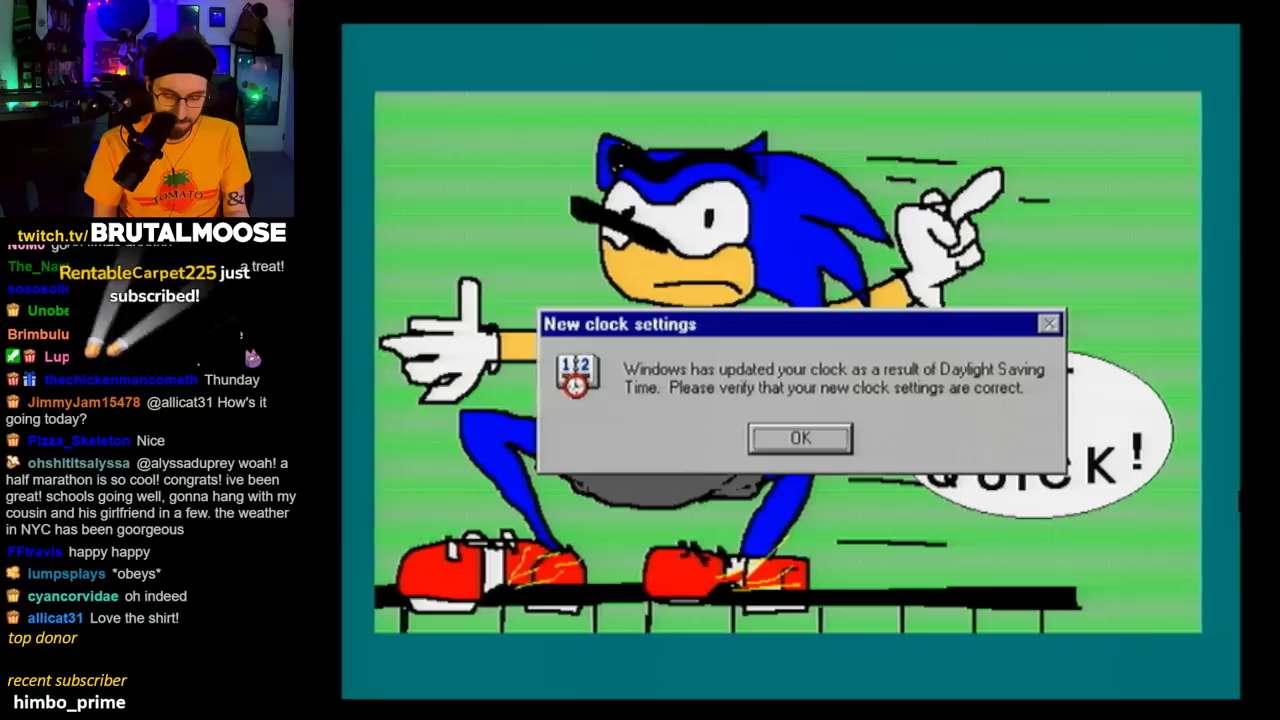 TOMATO
&
twitch.tv/BRUTALMOOSE
RentableCarpet225 just
subscribed!
a treat!
Unobe
Brimbulu
Lup
thechickenmancometh Thunday
JimmyJam15478 @allicat31 How's it
going today?
Pizza_Skeleton Nice
ohshititsalyssa @alyssaduprey woah! a
half marathon is so cool! congrats! ive been
great! schools going well, gonna hang with my
cousin and his girlfriend in a few. the weather
in NYC has been goorgeous
FFtravis happy happy
lumpsplays *obeys*
cyancorvidae oh indeed
allicat31 Love the shirt!
top donor
recent subscriber
himbo_prime
New clock settings
12
Windows has updated your clock as a result of Daylight Saving
Time. Please verify that your new clock settings are correct.
OK
QUICK!